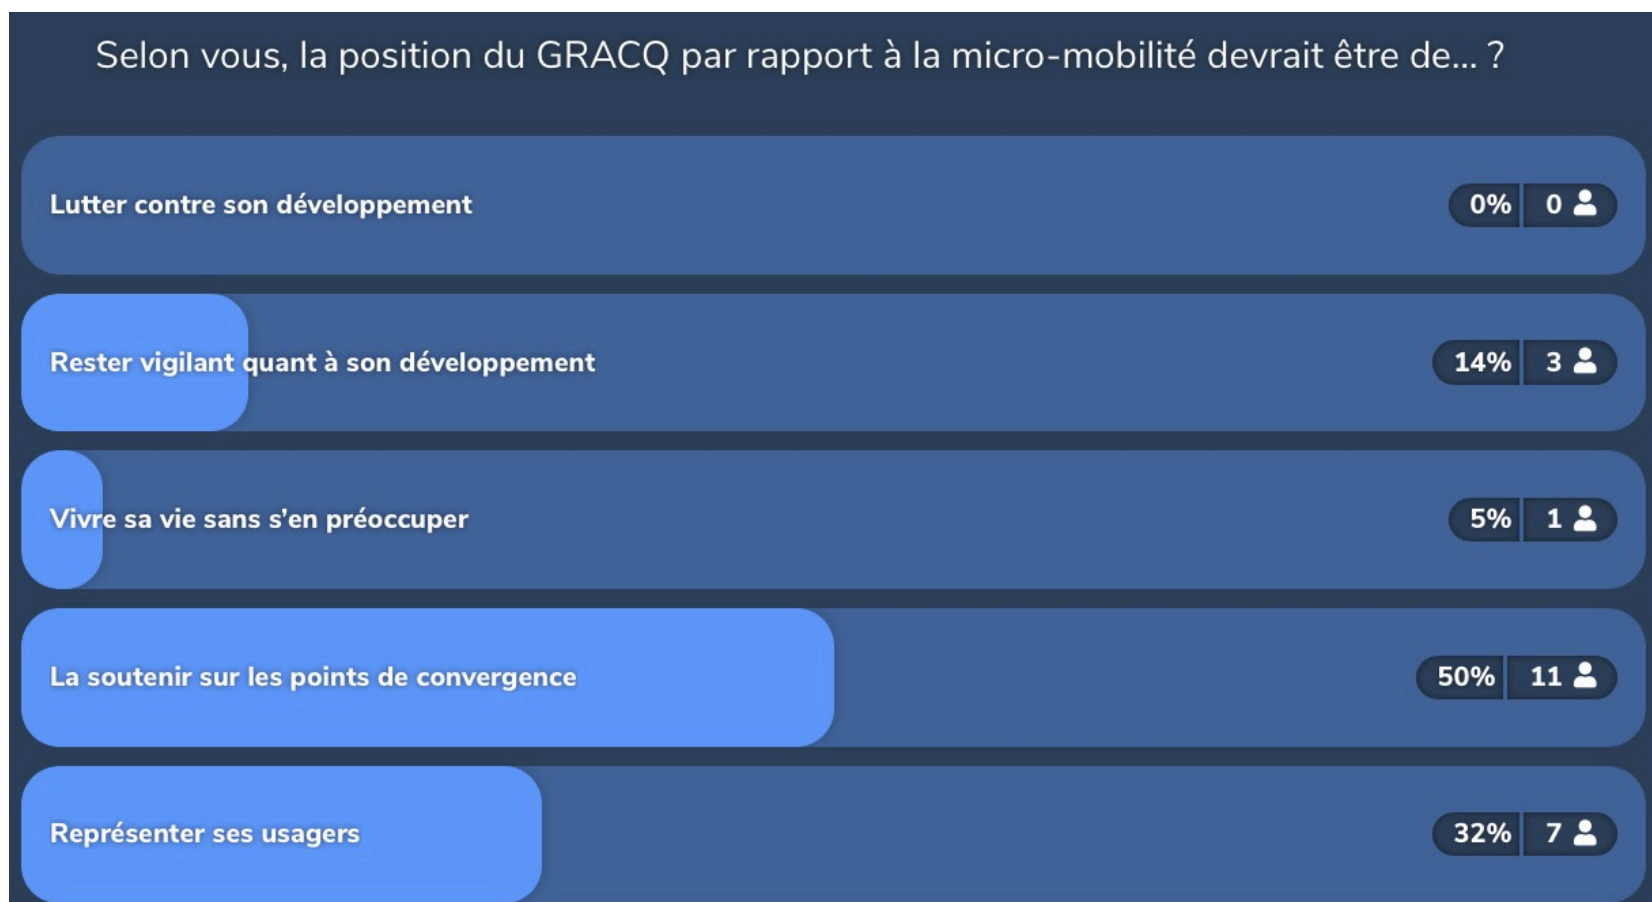 Selon vous, la position du GRACQ par rapport à la micro-mobilité devrait être de... ?
Lutter contre son développement 0% 0
Rester vigilant quant à son développement 14% 3
Vivre sa vie sans s’en préoccuper 5% 1
La soutenir sur les points de convergence 50% 11
Représenter ses usagers 32% 7